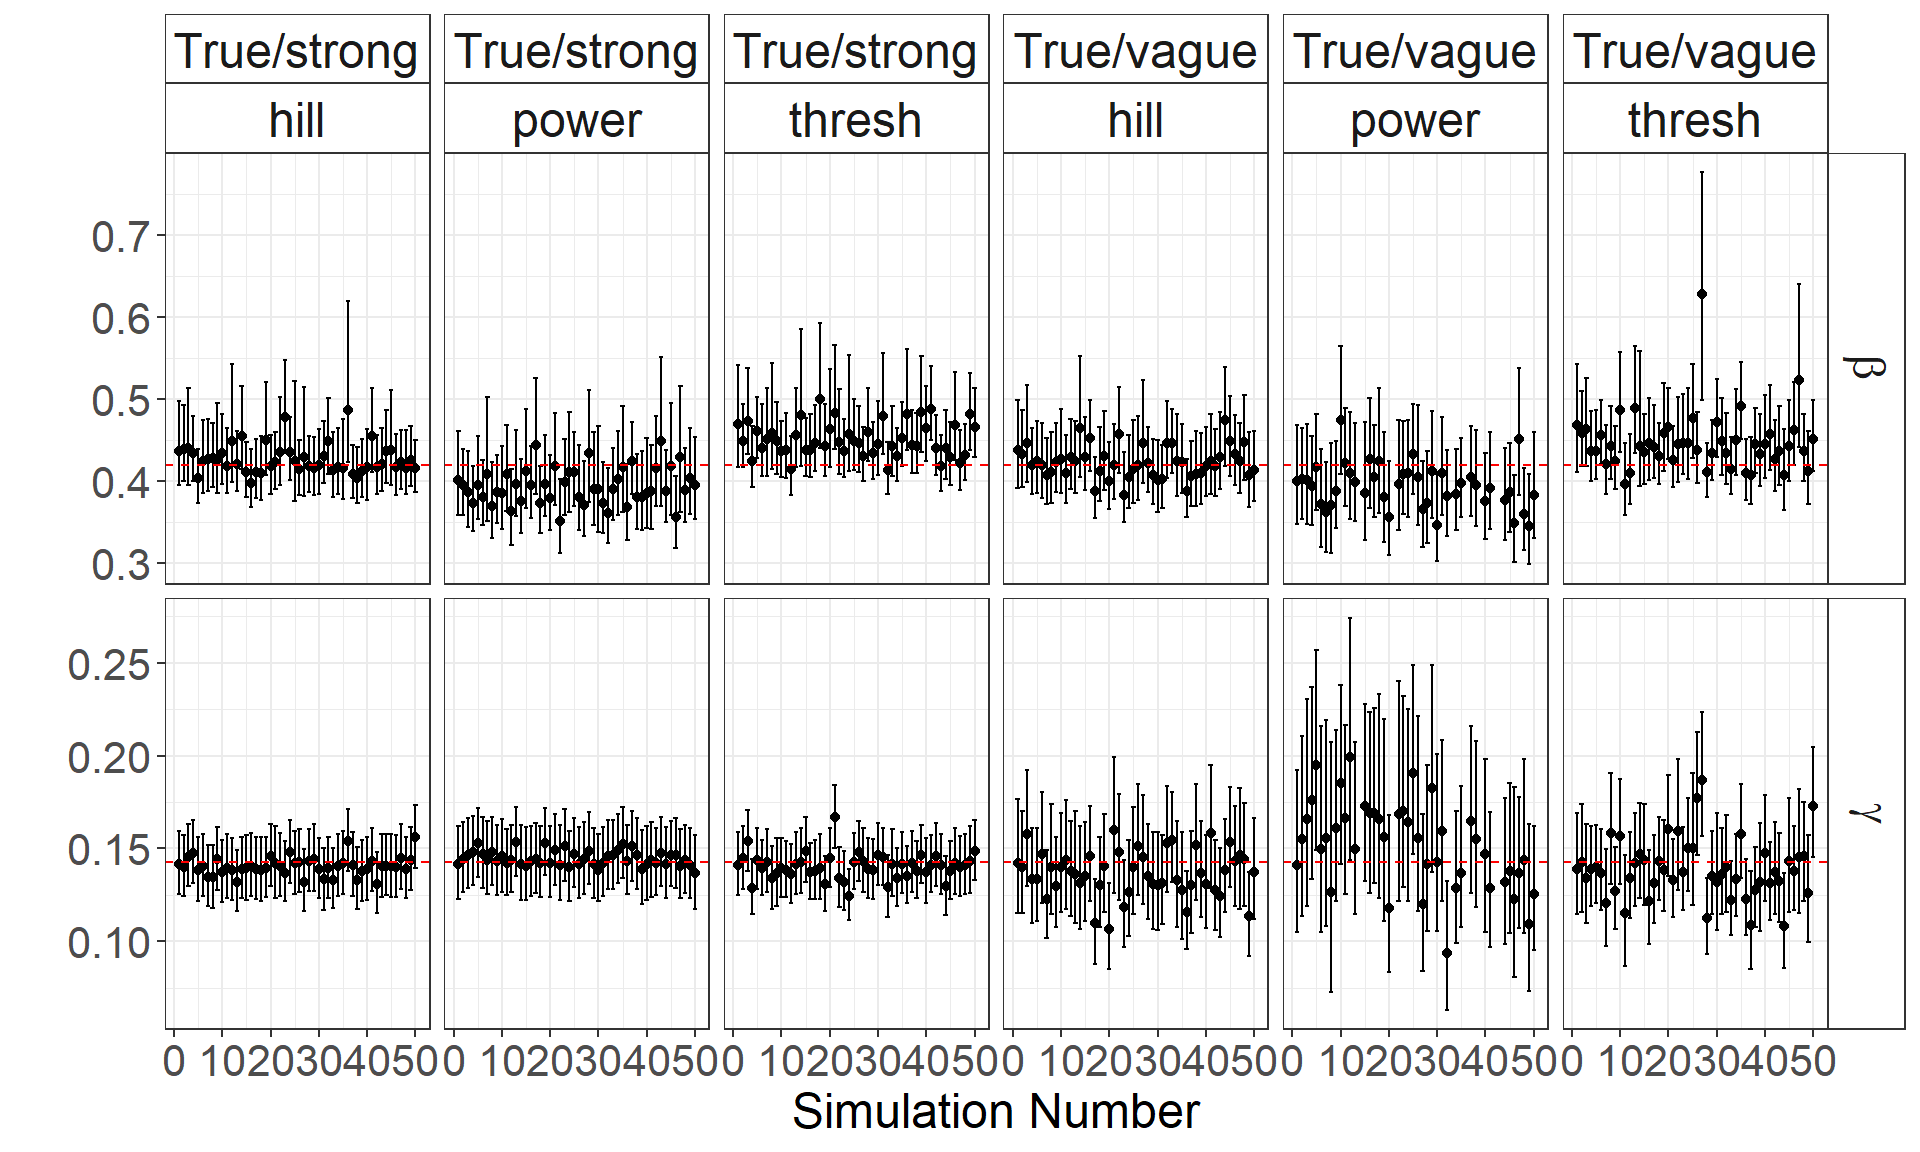 True/strong True/strong True/strong True/vague True/vague True/vague
hill power thresh hill power thresh
0.7
0.6
0.5
0.4
0.3
β
0.25
0.20
0.15
0.10
γ
0 10 20 30 40 50 0 10 20 30 40 50 0 10 20 30 40 50 0 10 20 30 40 50 0 10 20 30 40 50 0 10 20 30 40 50
Simulation Number